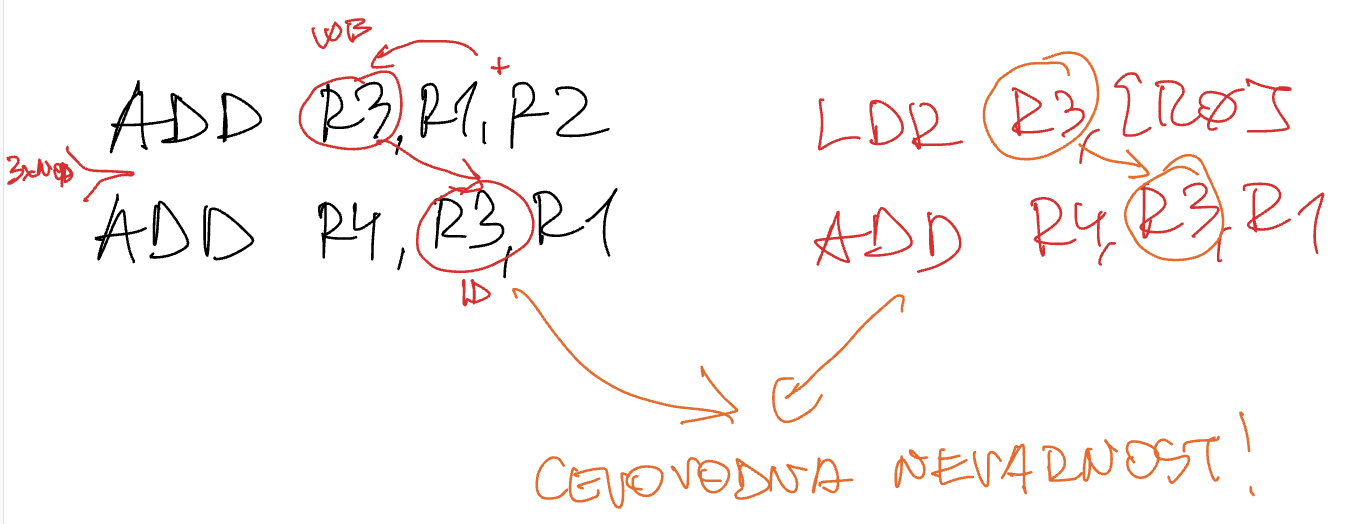 WB
+
ADD R3, R1, R2
3xNOP
ADD R4, R3, R1
ID
LDR R3, [R0]
ADD R4, R3, R1
CEVOVODNA NEVARNOST!